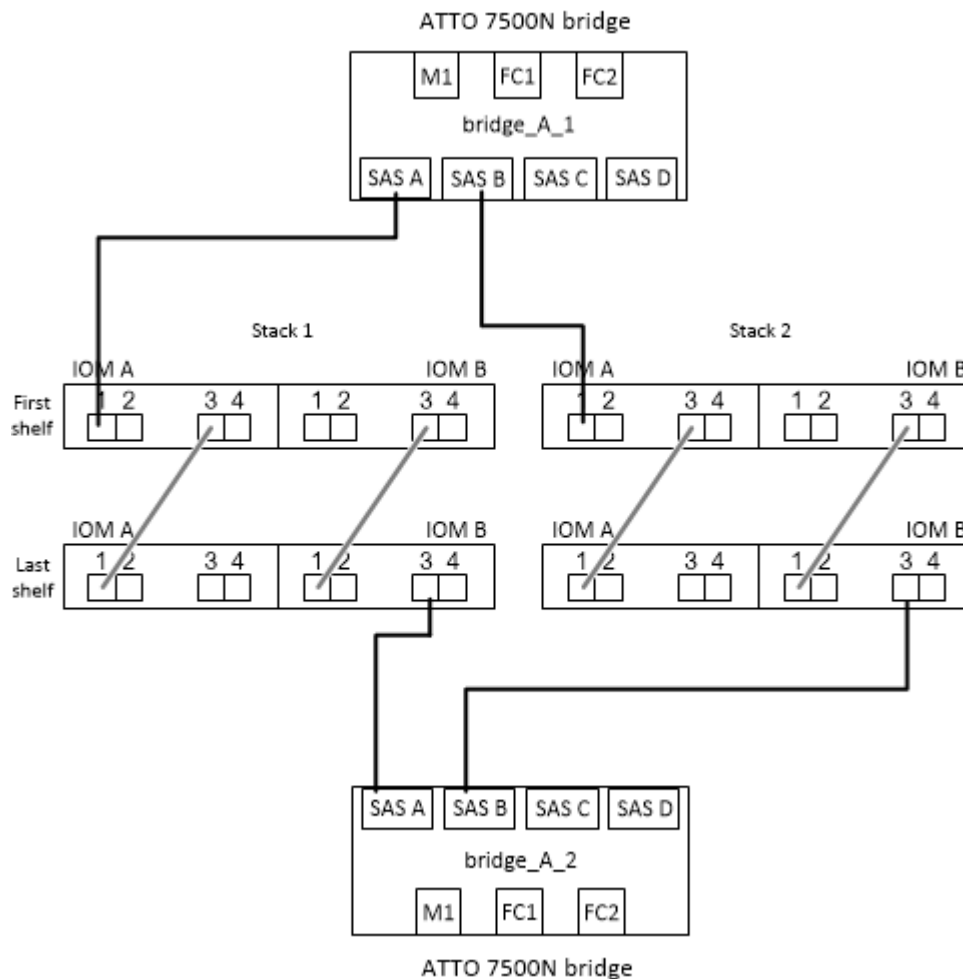 ATTO 7500N bridge
M1 FC1 FC2
bridge_A_1
SAS A SAS B SAS C SAS D
Stack 1 Stack 2
IOM A IOM B IOM A IOM B
First shelf 1 2 3 4 1 2 3 4 1 2 3 4 1 2 3 4
IOM A IOM B IOM A IOM B
Last shelf 1 2 3 4 1 2 3 4 1 2 3 4 1 2 3 4
SAS A SAS B SAS C SAS D
bridge_A_2
M1 FC1 FC2
ATTO 7500N bridge